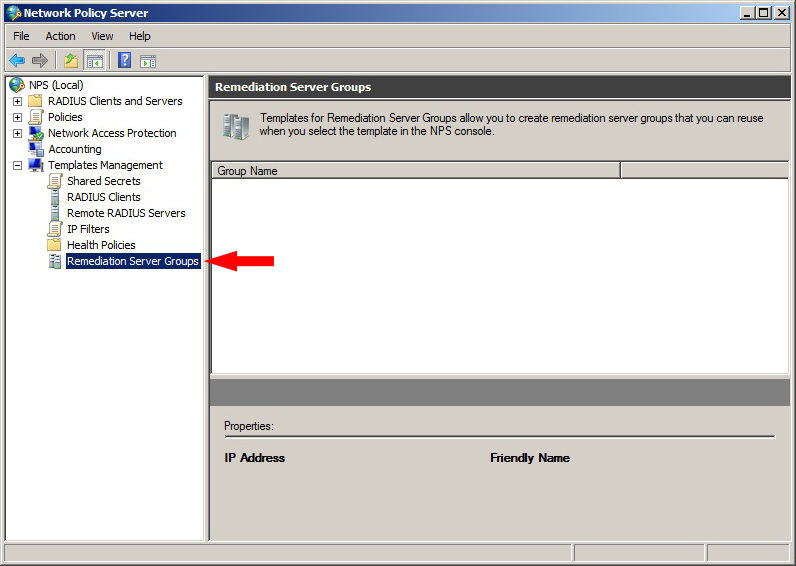 Network Policy Server
File Action View Help
NPS (Local)
RADIUS Clients and Servers
Policies
Network Access Protection
Accounting
Templates Management
Shared Secrets
RADIUS Clients
Remote RADIUS Servers
IP Filters
Health Policies
Remediation Server Groups
Remediation Server Groups
Templates for Remediation Server Groups allow you to create remediation server groups that you can reuse
when you select the template in the NPS console.
Group Name
Properties:
IP Address Friendly Name